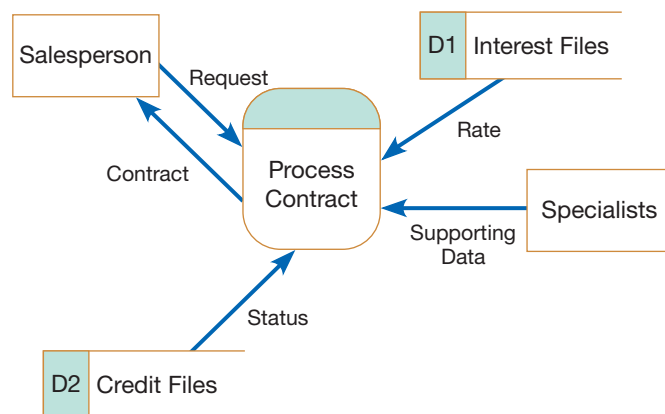 Salesperson
D1 Interest Files
Request
Rate
Contract
Process
Contract
Specialists
Supporting
Data
Status
D2 Credit Files